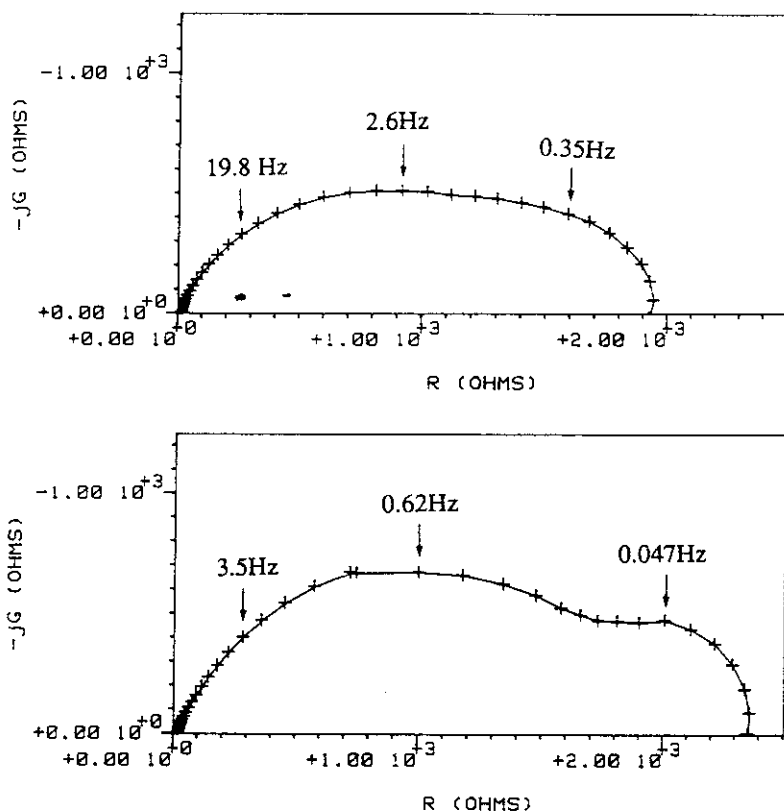 -jG (OHMS)
-1.00 10+3
2.6Hz
19.8 Hz
0.35Hz
+0.00 10+0
+0.00 10+0
+1.00 10+3
+2.00 10+3
R (OHMS)
-jG (OHMS)
-1.00 10+3
0.62Hz
3.5Hz
0.047Hz
+0.00 10+0
+0.00 10+0
+1.00 10+3
+2.00 10+3
R (OHMS)